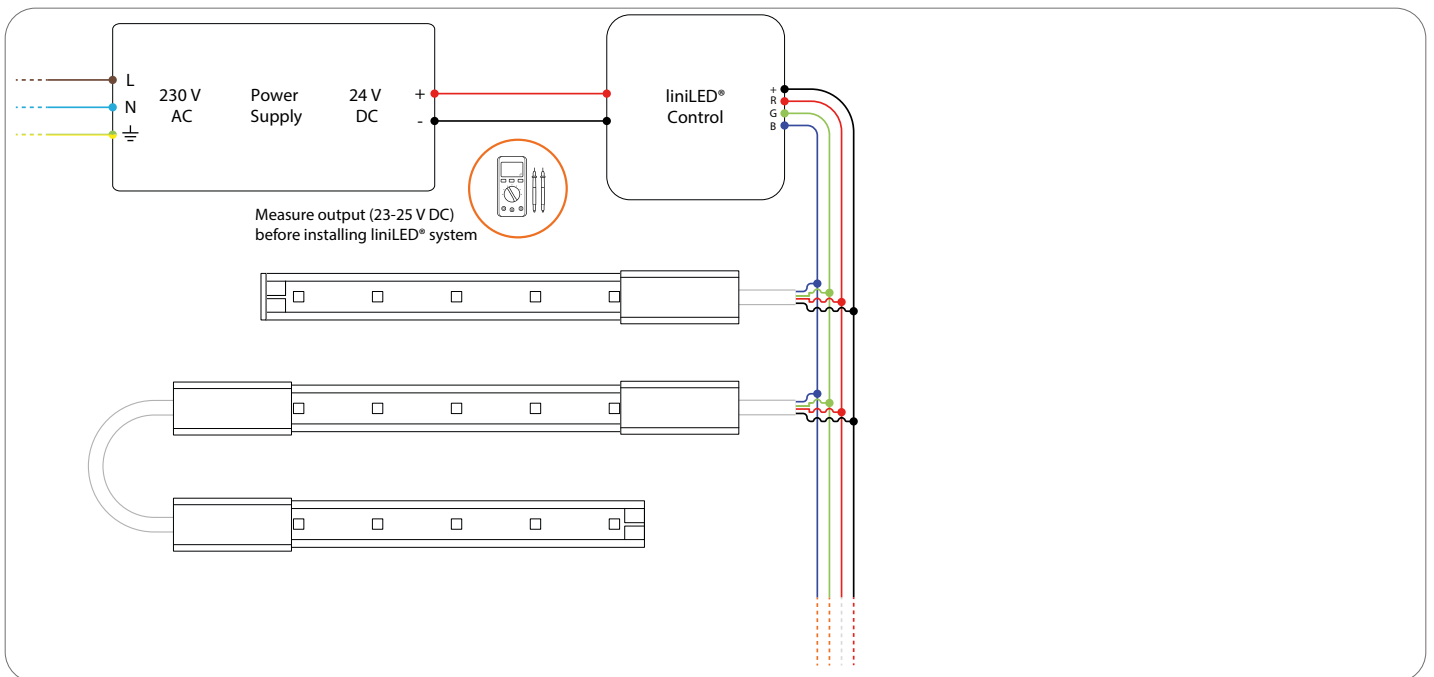 L
N
230 V
AC
Power
Supply
24 V
DC
+
-
liniLED®
Control
+
R
G
B
Measure output (23-25 V DC)
before installing liniLED® system